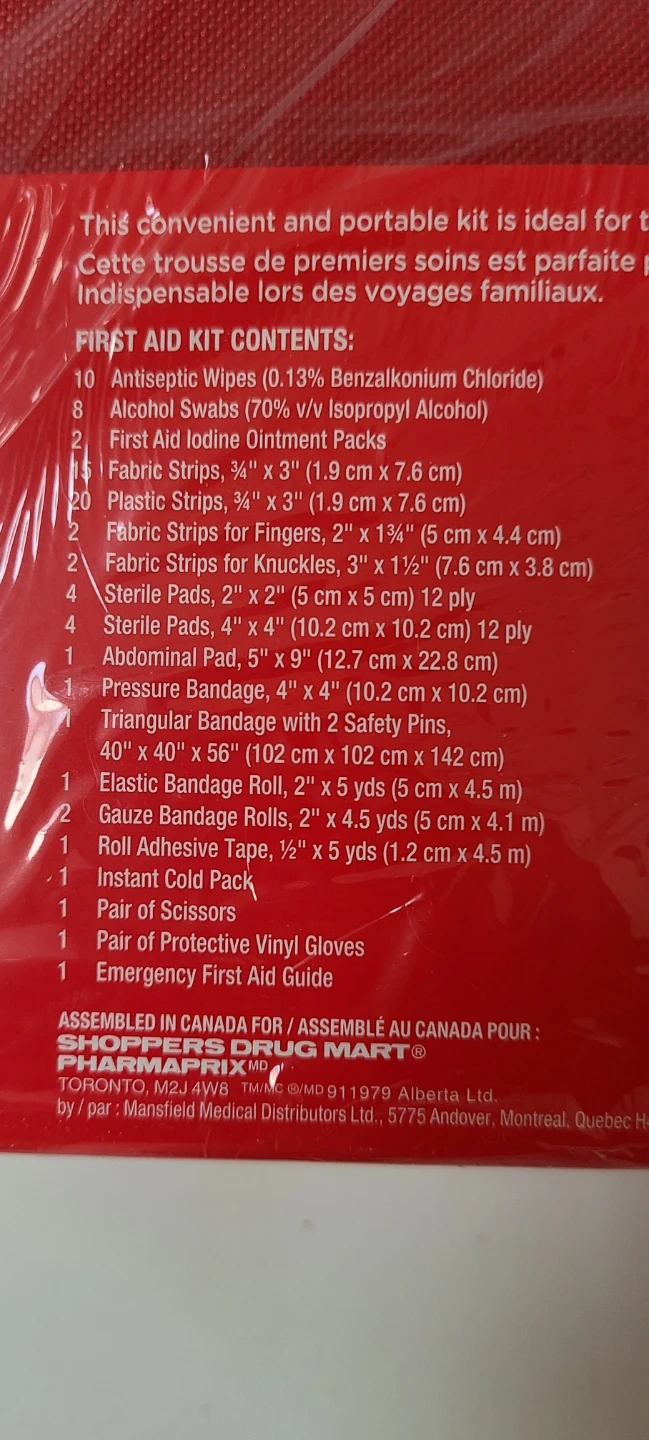 This convenient and portable kit is ideal for
Cette trousse de premiers soins est parfaite
Indispensable lors des voyages familiaux.
FIRST AID KIT CONTENTS:
10 Antiseptic Wipes (0.13% Benzalkonium Chloride)
8 Alcohol Swabs (70% v/v Isopropyl Alcohol)
2 First Aid Iodine Ointment Packs
15 Fabric Strips, ¾" x 3" (1.9 cm x 7.6 cm)
20 Plastic Strips, ¾" x 3" (1.9 cm x 7.6 cm)
2 Fabric Strips for Fingers, 2" x 1¾" (5 cm x 4.4 cm)
2 Fabric Strips for Knuckles, 3" x 1½" (7.6 cm x 3.8 cm)
4 Sterile Pads, 2" x 2" (5 cm x 5 cm) 12 ply
4 Sterile Pads, 4" x 4" (10.2 cm x 10.2 cm) 12 ply
1 Abdominal Pad, 5" x 9" (12.7 cm x 22.8 cm)
1 Pressure Bandage, 4" x 4" (10.2 cm x 10.2 cm)
1 Triangular Bandage with 2 Safety Pins,
40" x 40" x 56" (102 cm x 102 cm x 142 cm)
1 Elastic Bandage Roll, 2" x 5 yds (5 cm x 4.5 m)
2 Gauze Bandage Rolls, 2" x 4.5 yds (5 cm x 4.1 m)
1 Roll Adhesive Tape, ½" x 5 yds (1.2 cm x 4.5 m)
1 Instant Cold Pack
1 Pair of Scissors
1 Pair of Protective Vinyl Gloves
1 Emergency First Aid Guide
ASSEMBLED IN CANADA FOR / ASSEMBLÉ AU CANADA POUR :
SHOPPERS DRUG MART®
PHARMAPRIX MD
TORONTO, M2J 4W8 TM/MC ®/MD 911979 Alberta Ltd.
by / par : Mansfield Medical Distributors Ltd., 5775 Andover, Montreal, Quebec